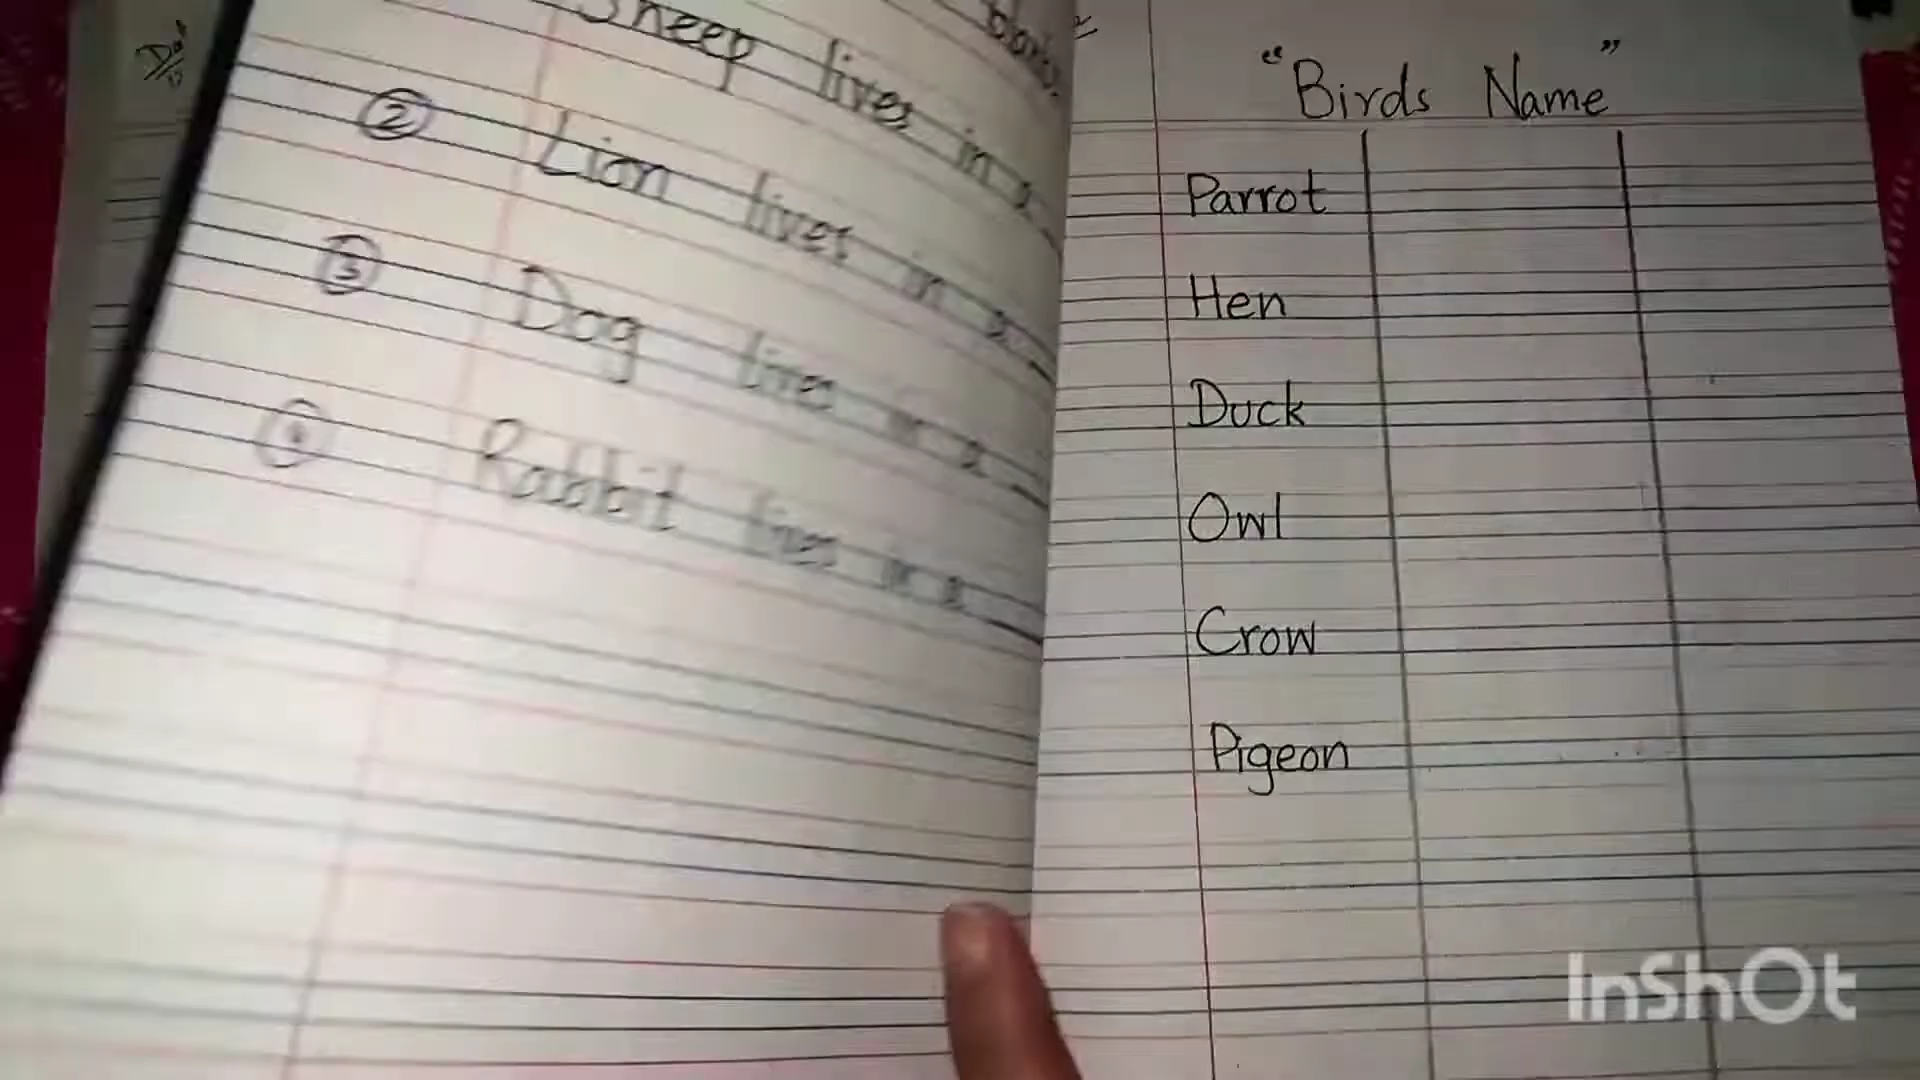 blanks.
Sheep lives in a
② Lion lives in a
③ Dog lives in a
④ Rabbit lives in a
"Birds Name"
Parrot
Hen
Duck
Owl
Crow
Pigeon
InShOt